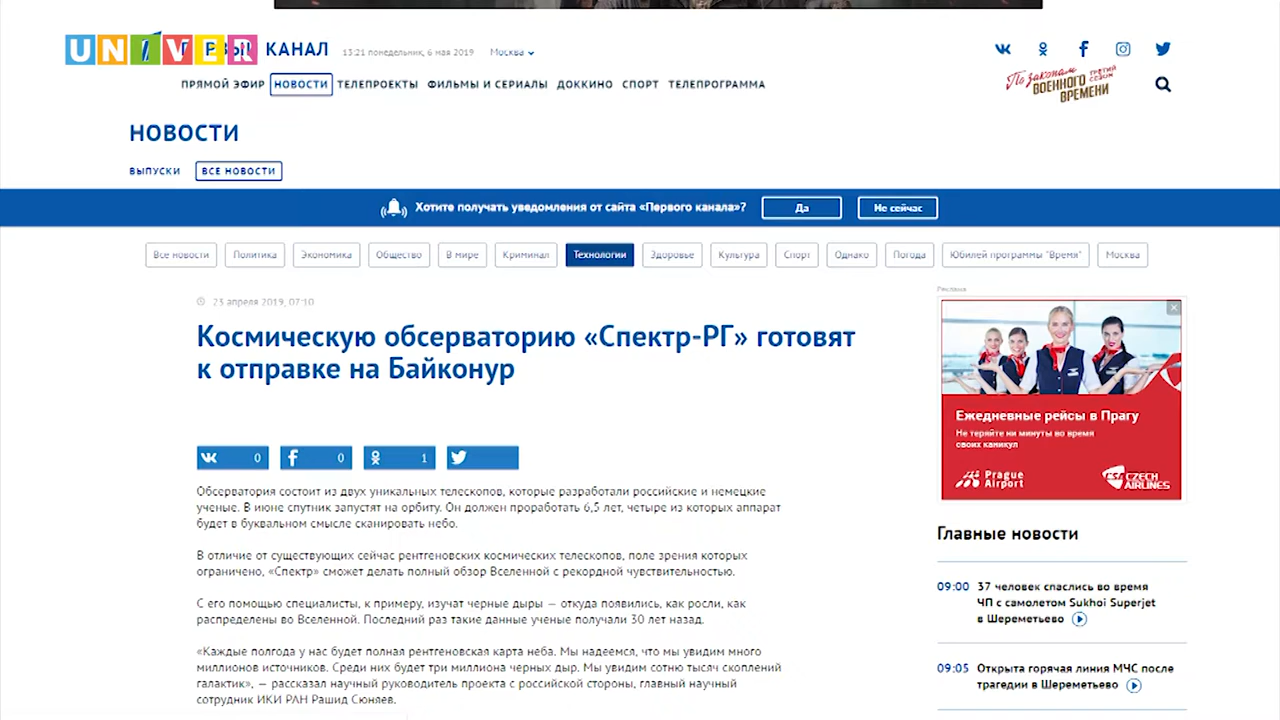 UNIVER
КАНАЛ
13:21 понедельник, 6 мая 2019
Москва
ПРЯМОЙ ЭФИР НОВОСТИ ТЕЛЕПРОЕКТЫ ФИЛЬМЫ И СЕРИАЛЫ ДОККИНО СПОРТ ТЕЛЕПРОГРАММА
По законам ВОЕННОГО ВРЕМЕНИ ТРЕТИЙ СЕЗОН
НОВОСТИ
ВЫПУСКИ ВСЕ НОВОСТИ
Хотите получать уведомления от сайта «Первого канала»? Да Не сейчас
Все новости Политика Экономика Общество В мире Криминал Технологии Здоровье Культура Спорт Однако Погода Юбилей программы "Время" Москва
23 апреля 2019, 07:10
Космическую обсерваторию «Спектр-РГ» готовят
к отправке на Байконур
0 0 1
Обсерватория состоит из двух уникальных телескопов, которые разработали российские и немецкие
ученые. В июне спутник запустят на орбиту. Он должен проработать 6,5 лет, четыре из которых аппарат
будет в буквальном смысле сканировать небо.
В отличие от существующих сейчас рентгеновских космических телескопов, поле зрения которых
ограничено, «Спектр» сможет делать полный обзор Вселенной с рекордной чувствительностью.
С его помощью специалисты, к примеру, изучат черные дыры — откуда появились, как росли, как
распределены во Вселенной. Последний раз такие данные ученые получали 30 лет назад.
«Каждые полгода у нас будет полная рентгеновская карта неба. Мы надеемся, что мы увидим много
миллионов источников. Среди них будет три миллиона черных дыр. Мы увидим сотню тысяч скоплений
галактик», — рассказал научный руководитель проекта с российской стороны, главный научный
сотрудник ИКИ РАН Рашид Сюняев.
Реклама
Ежедневные рейсы в Прагу
Не теряйте ни минуты во время
своих каникул
Prague
Airport
CSA CZECH
AIRLINES
Главные новости
09:00 37 человек спаслись во время
ЧП с самолетом Sukhoi Superjet
в Шереметьево
09:05 Открыта горячая линия МЧС после
трагедии в Шереметьево